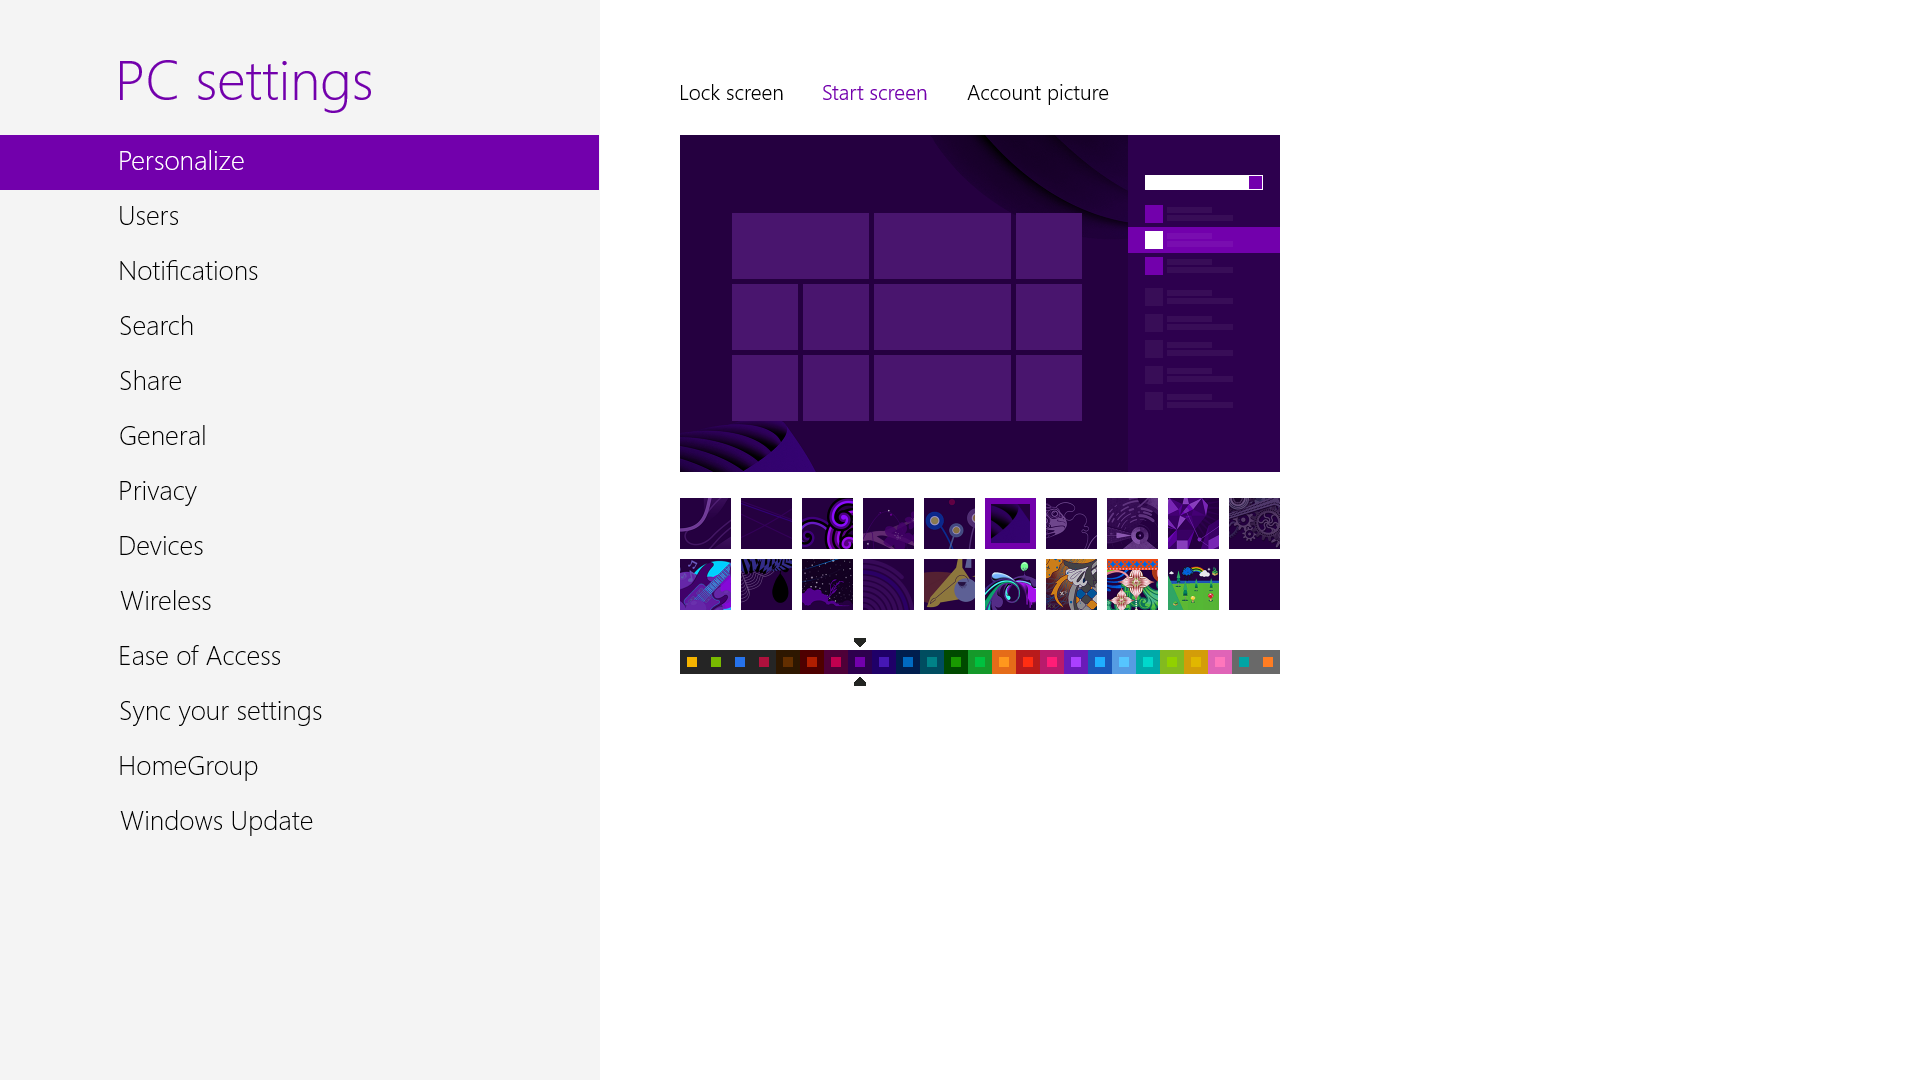 PC settings
Personalize
Users
Notifications
Search
Share
General
Privacy
Devices
Wireless
Ease of Access
Sync your settings
HomeGroup
Windows Update
Lock screen Start screen Account picture